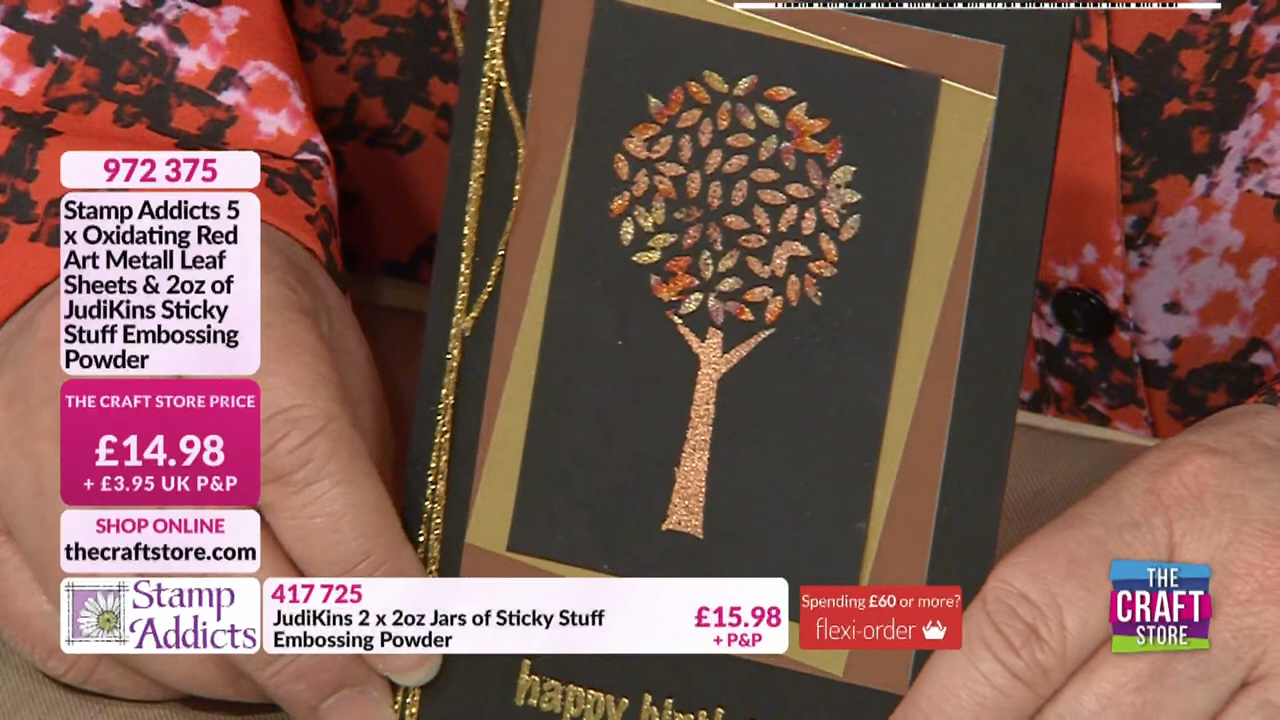 972 375
Stamp Addicts 5
x Oxidating Red
Art Metall Leaf
Sheets & 2oz of
JudiKins Sticky
Stuff Embossing
Powder
THE CRAFT STORE PRICE
£14.98
+ £3.95 UK P&P
SHOP ONLINE
thecraftstore.com
Stamp
Addicts
417 725
JudiKins 2 x 2oz Jars of Sticky Stuff
Embossing Powder
£15.98
+ P&P
Spending £60 or more?
flexi-order
THE
CRAFT
STORE
happy